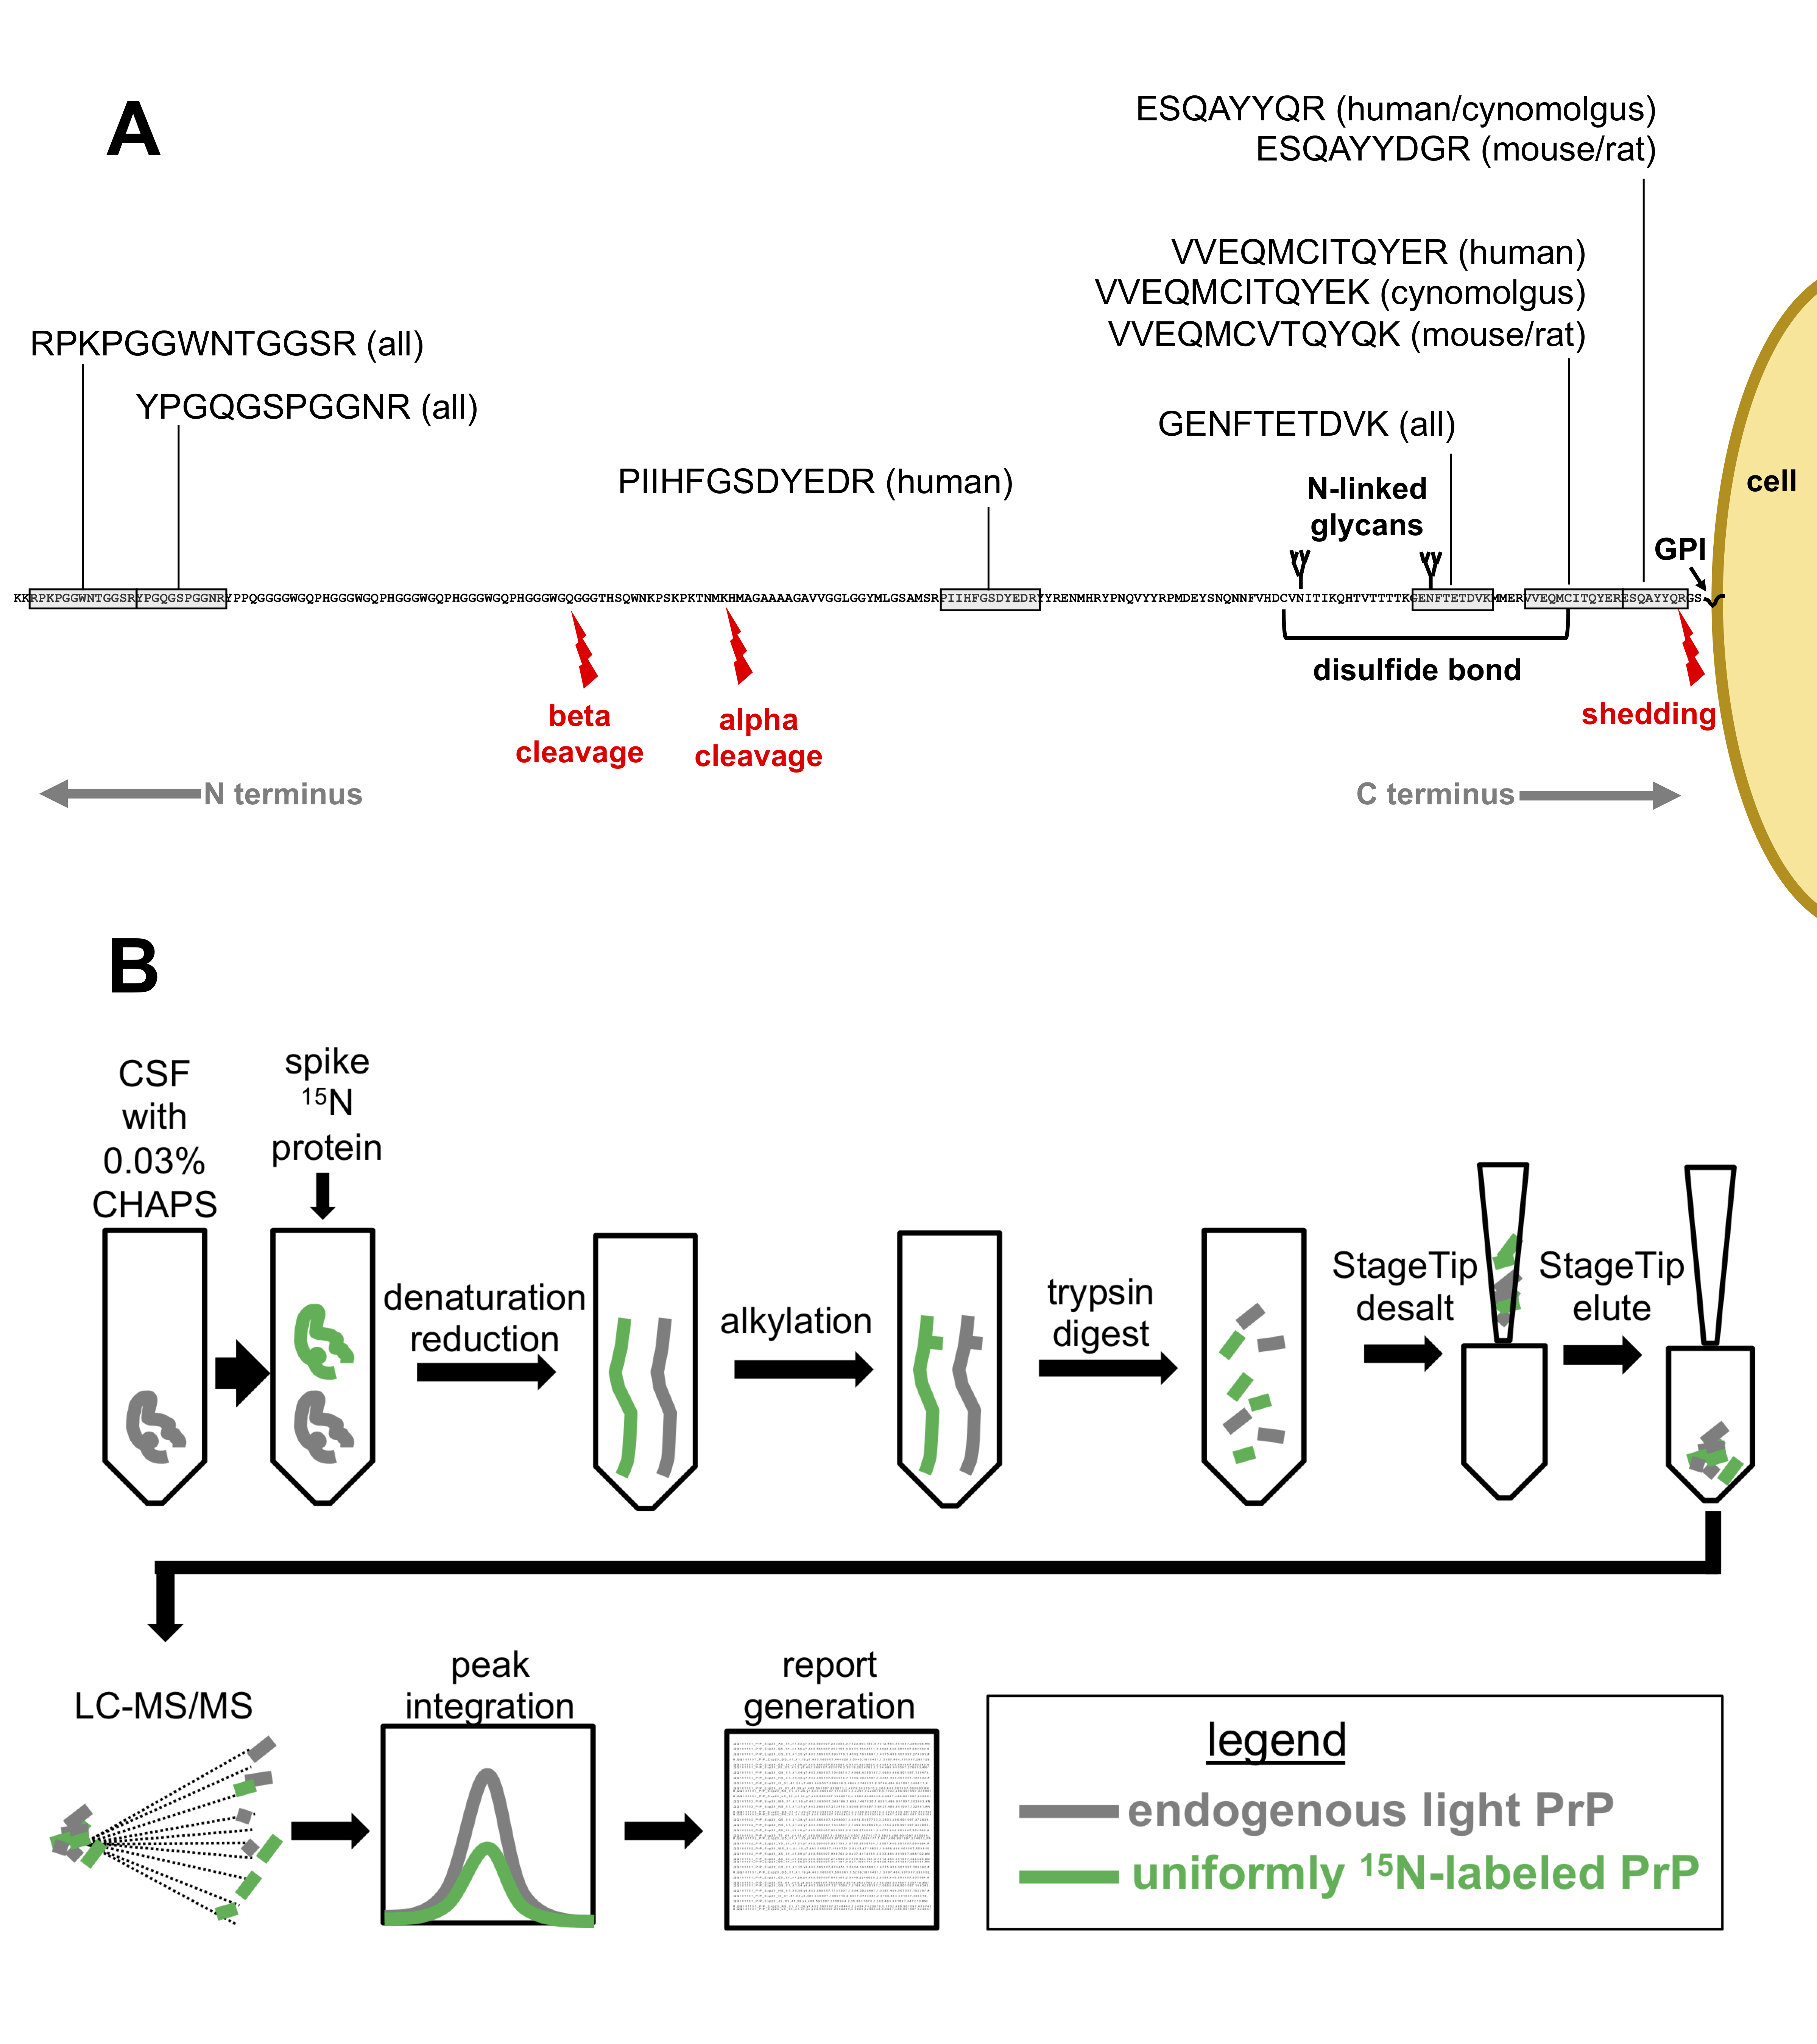 A
ESQAYYQR (human/cynomolgus)
ESQAYYDGR (mouse/rat)
VVEQMCITQYER (human)
VVEQMCITQYEK (cynomolgus)
VVEQMCVTQYQK (mouse/rat)
RPKPGGWNTGGSR (all)
YPGQGSPGGNR (all)
GENFTETDVK (all)
PIIHFGSDYEDR (human)
N-linked
glycans
cell
GPI
KKRPKPGGWNTGGSRYPGQGSPGGNRYPPQGGGGWGQPHGGGWGQPHGGGWGQPHGGGWGQPHGGGWGQGGGTHSQWNKPSKPKTNMKHMAGAAAAGAVVGGLGGYMLGSAMSRPIIHFGSDYEDRYYRENMHRYPNQVYYRPMDEYSNQNNFVHDCVNITIKQHTVTTTTKGENFTETDVKMMERVVEQMCITQYERESQAYYQRGS
disulfide bond
beta
cleavage
alpha
cleavage
shedding
N terminus
C terminus
B
CSF
with
0.03%
CHAPS
spike
¹⁵N
protein
denaturation
reduction
alkylation
trypsin
digest
StageTip
desalt
StageTip
elute
LC-MS/MS
peak
integration
report
generation
legend
endogenous light PrP
uniformly ¹⁵N-labeled PrP